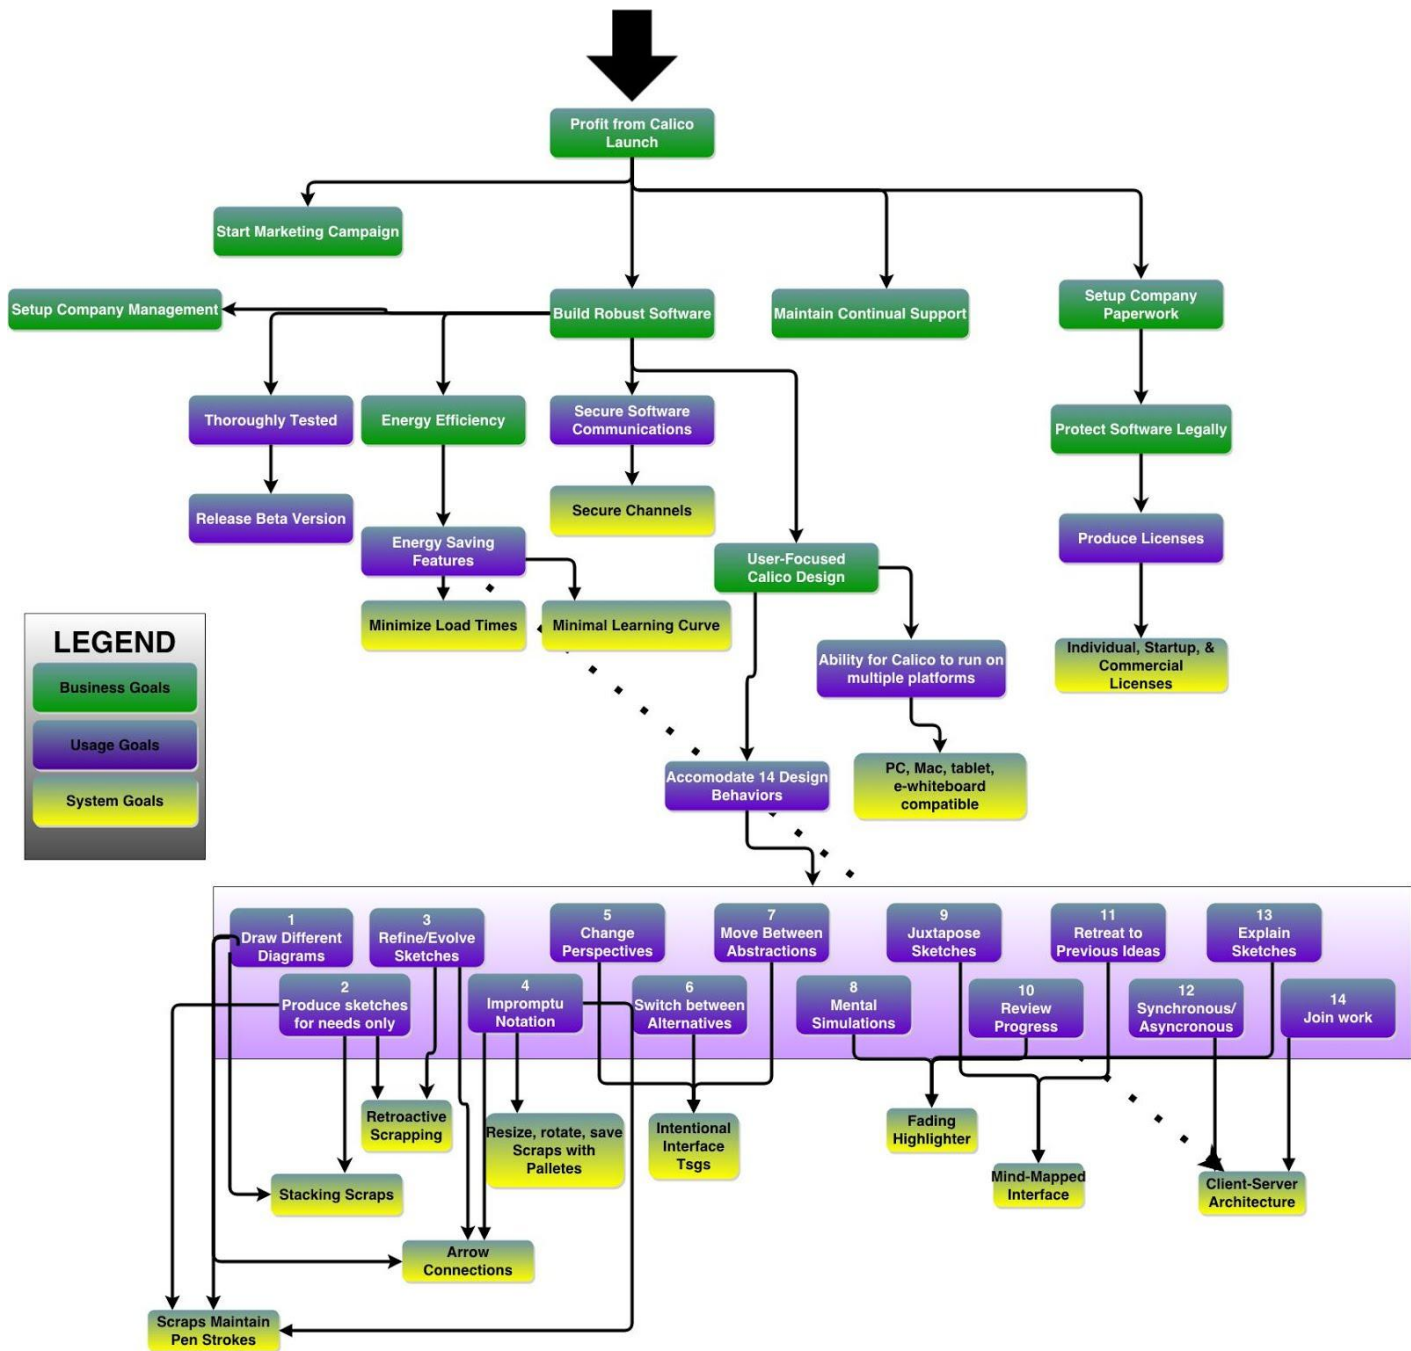 Profit from Calico
Launch
Start Marketing Campaign
Setup Company Management
Build Robust Software
Maintain Continual Support
Setup Company
Paperwork
Thoroughly Tested
Energy Efficiency
Secure Software
Communications
Protect Software Legally
Release Beta Version
Secure Channels
Energy Saving
Features
User-Focused
Calico Design
Produce Licenses
Minimize Load Times
Minimal Learning Curve
Ability for Calico to run on
multiple platforms
Individual, Startup, &
Commercial
Licenses
LEGEND
Business Goals
Usage Goals
System Goals
Accomodate 14 Design
Behaviors
PC, Mac, tablet,
e-whiteboard
compatible
1
Draw Different
Diagrams
2
Produce sketches
for needs only
3
Refine/Evolve
Sketches
4
Impromptu
Notation
5
Change
Perspectives
6
Switch between
Alternatives
7
Move Between
Abstractions
8
Mental
Simulations
9
Juxtapose
Sketches
10
Review
Progress
11
Retreat to
Previous Ideas
12
Synchronous/
Asyncronous
13
Explain
Sketches
14
Join work
Retroactive
Scrapping
Resize, rotate, save
Scraps with
Palletes
Intentional
Interface
Tsgs
Fading
Highlighter
Mind-Mapped
Interface
Client-Server
Architecture
Stacking Scraps
Arrow
Connections
Scraps Maintain
Pen Strokes